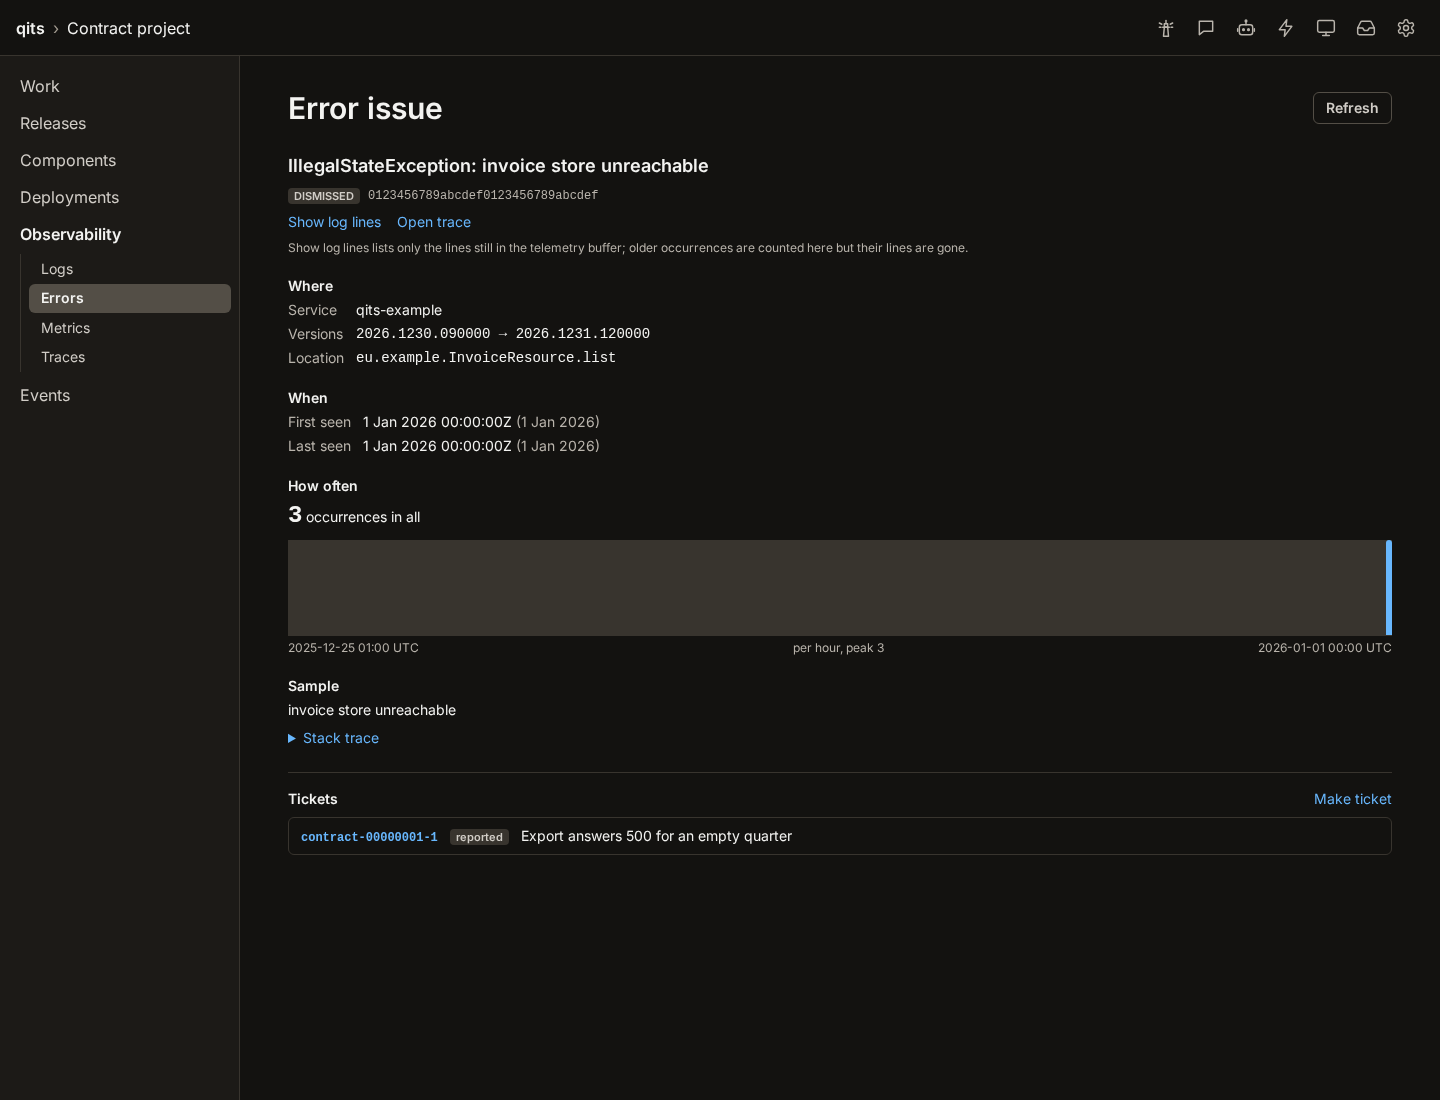 qits › Contract project
Work
Releases
Components
Deployments
Observability
Logs
Errors
Metrics
Traces
Events
Error issue
Refresh
IllegalStateException: invoice store unreachable
DISMISSED 0123456789abcdef0123456789abcdef
Show log lines Open trace
Show log lines lists only the lines still in the telemetry buffer; older occurrences are counted here but their lines are gone.
Where
Service qits-example
Versions 2026.1230.090000 → 2026.1231.120000
Location eu.example.InvoiceResource.list
When
First seen 1 Jan 2026 00:00:00Z (1 Jan 2026)
Last seen 1 Jan 2026 00:00:00Z (1 Jan 2026)
How often
3 occurrences in all
2025-12-25 01:00 UTC per hour, peak 3 2026-01-01 00:00 UTC
Sample
invoice store unreachable
Stack trace
Tickets Make ticket
contract-00000001-1 reported Export answers 500 for an empty quarter